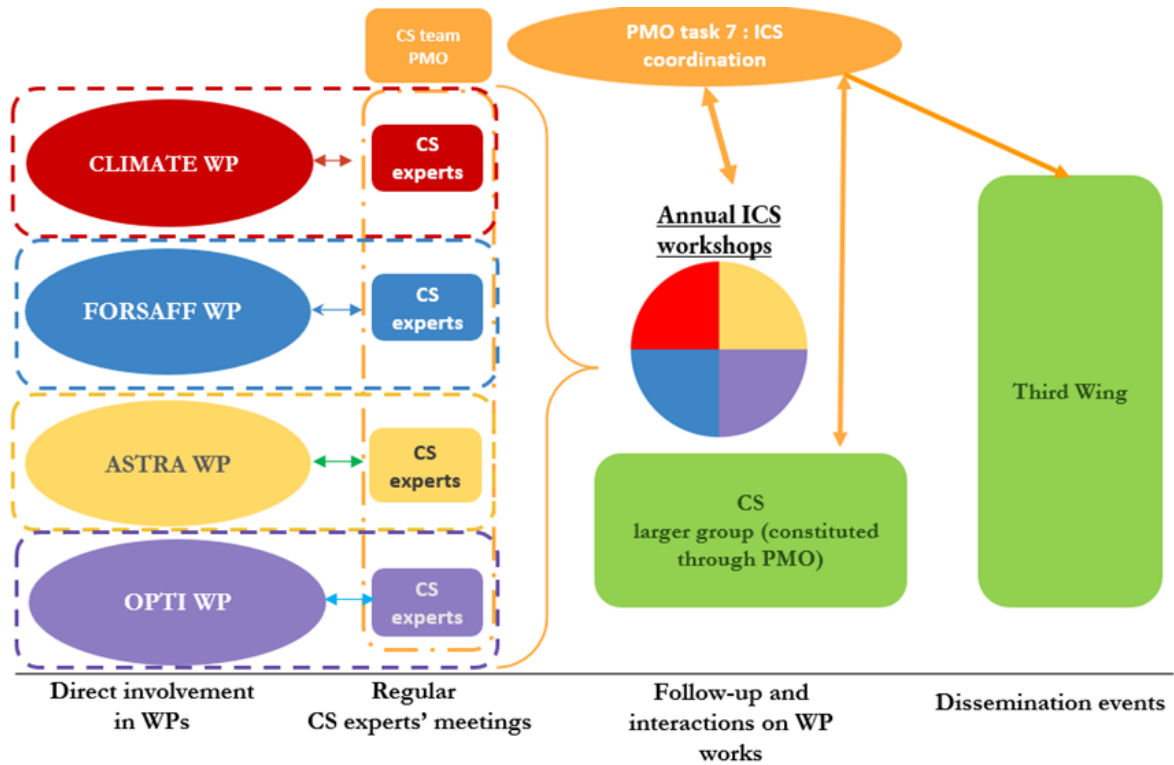 CS team
PMO
PMO task 7 : ICS
coordination
CLIMATE WP
CS
experts
FORSAFF WP
CS
experts
ASTRA WP
CS
experts
OPTI WP
CS
experts
Annual ICS
workshops
CS
larger group (constituted
through PMO)
Third Wing
Direct involvement
in WPs
Regular
CS experts’ meetings
Follow-up and
interactions on WP
works
Dissemination events